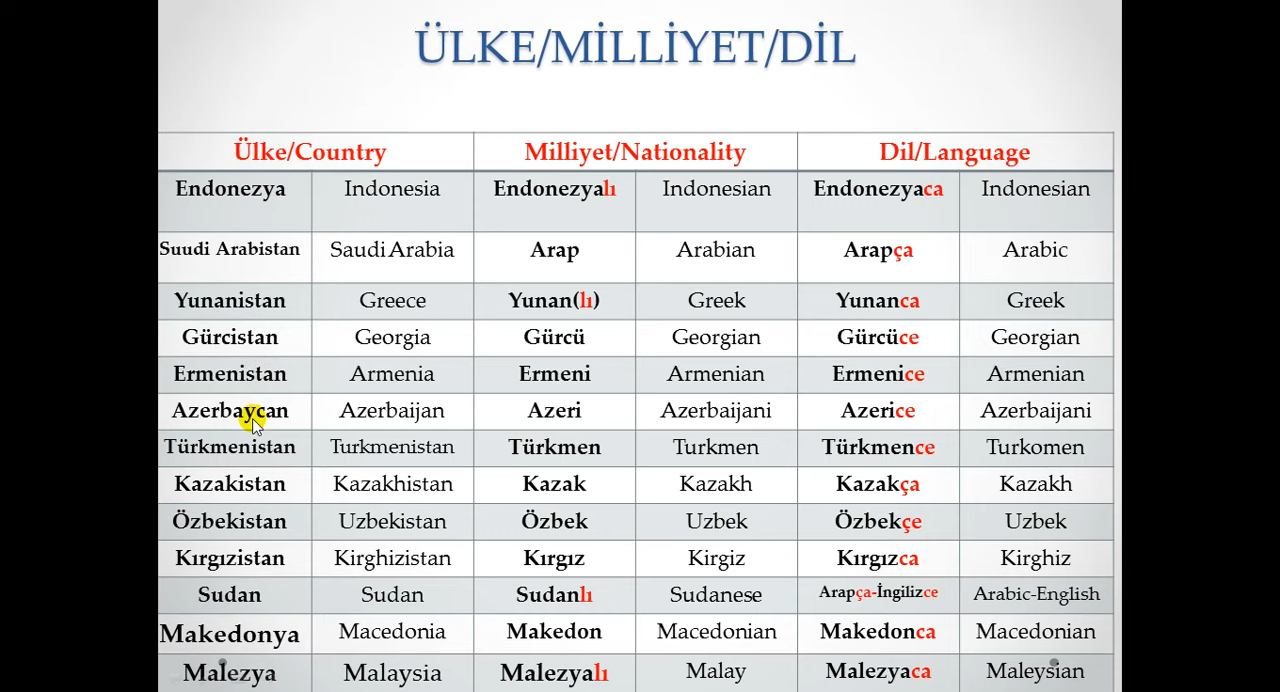 ÜLKE/MİLLİYET/DİL
Ülke/Country Milliyet/Nationality Dil/Language
Endonezya Indonesia Endonezyalı Indonesian Endonezyaca Indonesian
Suudi Arabistan Saudi Arabia Arap Arabian Arapça Arabic
Yunanistan Greece Yunan(lı) Greek Yunanca Greek
Gürcistan Georgia Gürcü Georgian Gürcüce Georgian
Ermenistan Armenia Ermeni Armenian Ermenice Armenian
Azerbaycan Azerbaijan Azeri Azerbaijani Azerice Azerbaijani
Türkmenistan Turkmenistan Türkmen Turkmen Türkmence Turkomen
Kazakistan Kazakhistan Kazak Kazakh Kazakça Kazakh
Özbekistan Uzbekistan Özbek Uzbek Özbekçe Uzbek
Kırgızistan Kirghizistan Kırgız Kirgiz Kırgızca Kirghiz
Sudan Sudan Sudanlı Sudanese Arapça-İngilizce Arabic-English
Makedonya Macedonia Makedon Macedonian Makedonca Macedonian
Malezya Malaysia Malezyalı Malay Malezyaca Maleysian